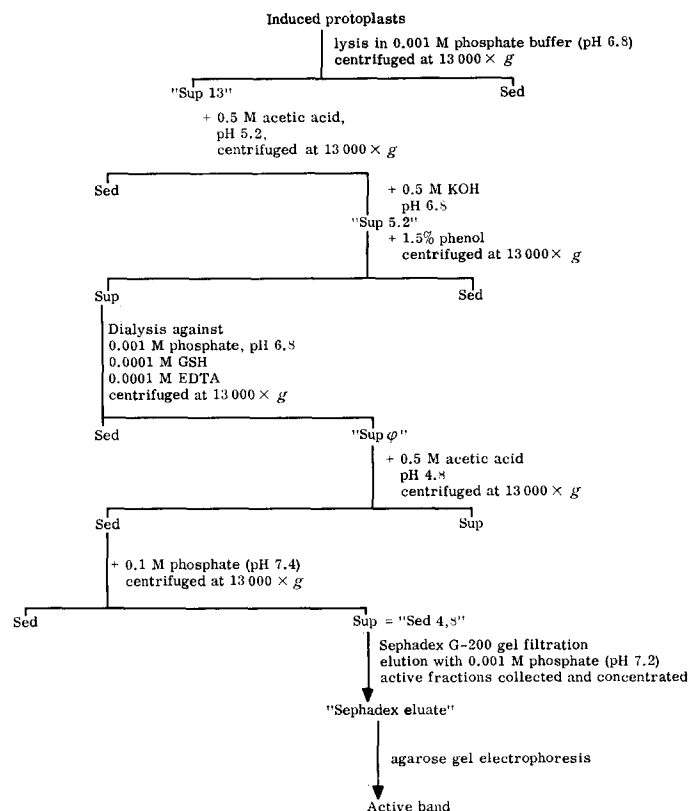 Induced protoplasts
lysis in 0.001 M phosphate buffer (pH 6.8)
centrifuged at 13 000 × g
"Sup 13"
Sed
+ 0.5 M acetic acid,
pH 5.2,
centrifuged at 13 000 × g
Sed
+ 0.5 M KOH
pH 6.8
"Sup 5.2"
+ 1.5% phenol
centrifuged at 13 000 × g
Sup
Sed
Dialysis against
0.001 M phosphate, pH 6.8
0.0001 M GSH
0.0001 M EDTA
centrifuged at 13 000 × g
Sed
"Sup φ"
+ 0.5 M acetic acid
pH 4.8
centrifuged at 13 000 × g
Sed
Sup
+ 0.1 M phosphate (pH 7.4)
centrifuged at 13 000 × g
Sed
Sup = "Sed 4,8"
Sephadex G-200 gel filtration
elution with 0.001 M phosphate (pH 7.2)
active fractions collected and concentrated
"Sephadex eluate"
agarose gel electrophoresis
Active band